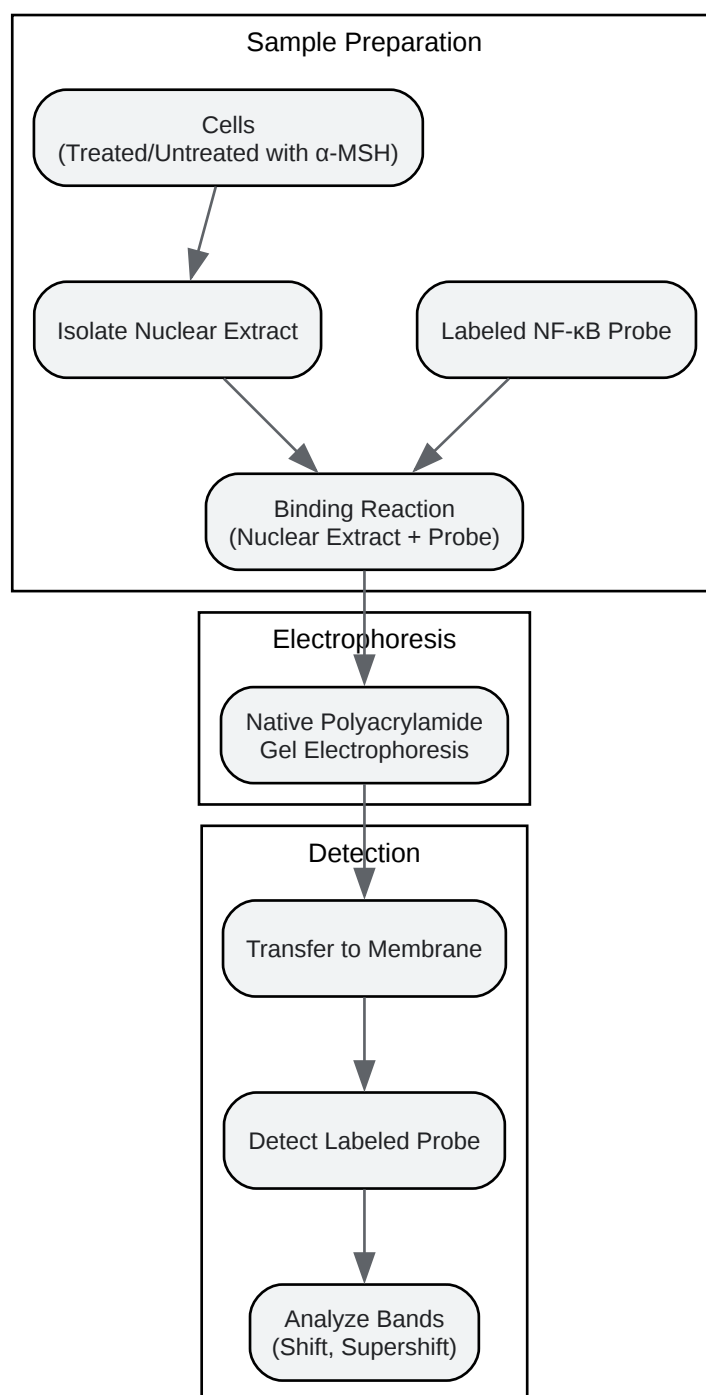 Sample Preparation
Cells
(Treated/Untreated with α-MSH)
Isolate Nuclear Extract
Labeled NF-κB Probe
Binding Reaction
(Nuclear Extract + Probe)
Electrophoresis
Native Polyacrylamide
Gel Electrophoresis
Detection
Transfer to Membrane
Detect Labeled Probe
Analyze Bands
(Shift, Supershift)